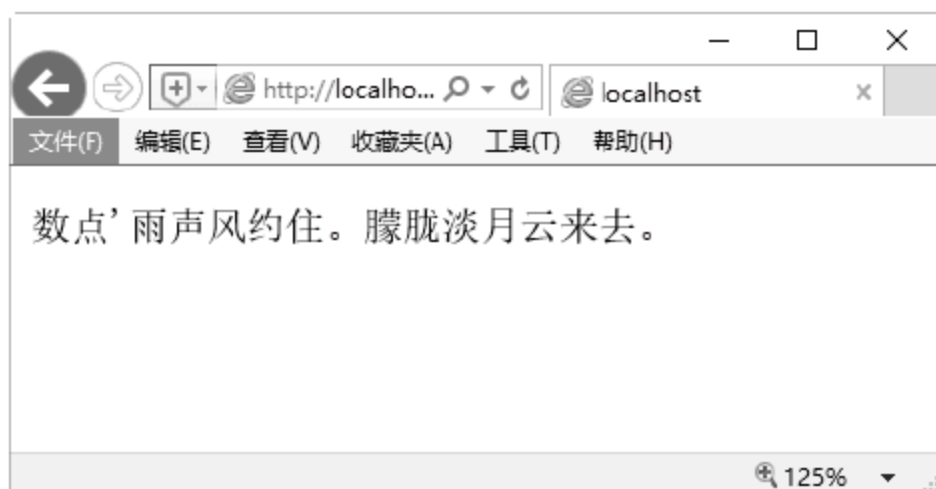 http://localho...
localhost
文件(F) 编辑(E) 查看(V) 收藏夹(A) 工具(T) 帮助(H)
数点'雨声风约住。朦胧淡月云来去。
125%